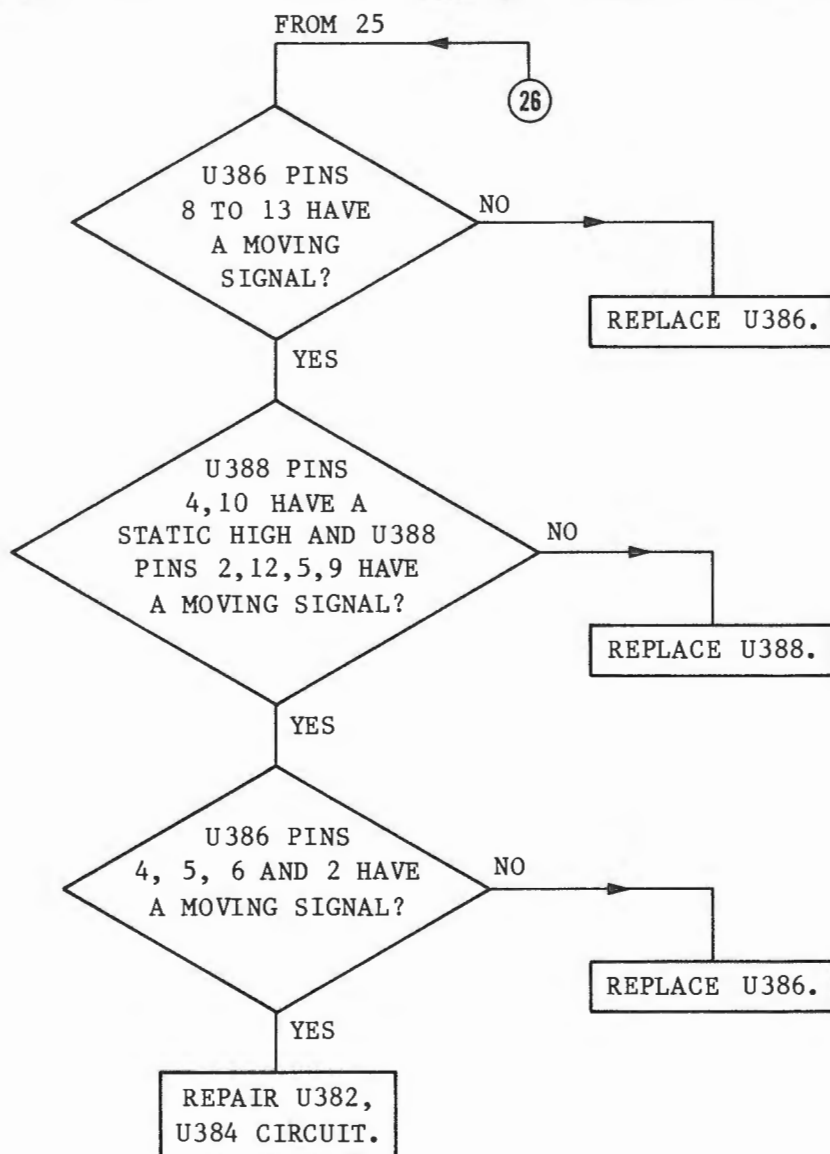 FROM 25
26
U386 PINS
8 TO 13 HAVE
A MOVING
SIGNAL?
NO
REPLACE U386.
YES
U388 PINS
4,10 HAVE A
STATIC HIGH AND U388
PINS 2,12,5,9 HAVE
A MOVING SIGNAL?
NO
REPLACE U388.
YES
U386 PINS
4, 5, 6 AND 2 HAVE
A MOVING SIGNAL?
NO
REPLACE U386.
YES
REPAIR U382,
U384 CIRCUIT.